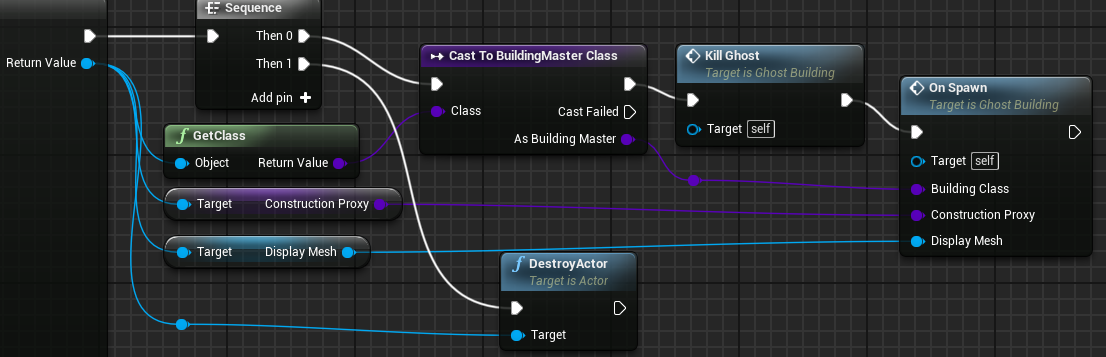 Sequence
Then 0
Return Value
Then 1
Add pin
Cast To BuildingMaster Class
Class
Cast Failed
As Building Master
Kill Ghost
Target is Ghost Building
Target self
On Spawn
Target is Ghost Building
Target self
Building Class
Construction Proxy
Display Mesh
f GetClass
Object Return Value
Target Construction Proxy
Target Display Mesh
f DestroyActor
Target is Actor
Target